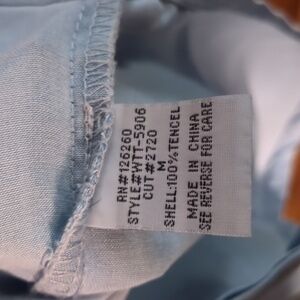 RN#126260
STYLE#WTT-5906
CUT#2720
M
SHELL:100%TENCEL
MADE IN CHINA
SEE REVERSE FOR CARE